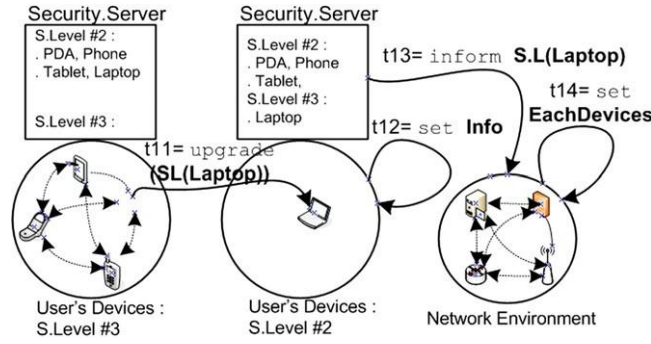 Security.Server
S.Level #2 :
. PDA, Phone
. Tablet, Laptop
S.Level #3 :
Security.Server
S.Level #2 :
. PDA, Phone
. Tablet,
S.Level #3 :
. Laptop
t13= inform S.L(Laptop)
t14= set
EachDevices
t12= set Info
t11= upgrade
(SL(Laptop))
User's Devices :
S.Level #3
User's Devices :
S.Level #2
Network Environment